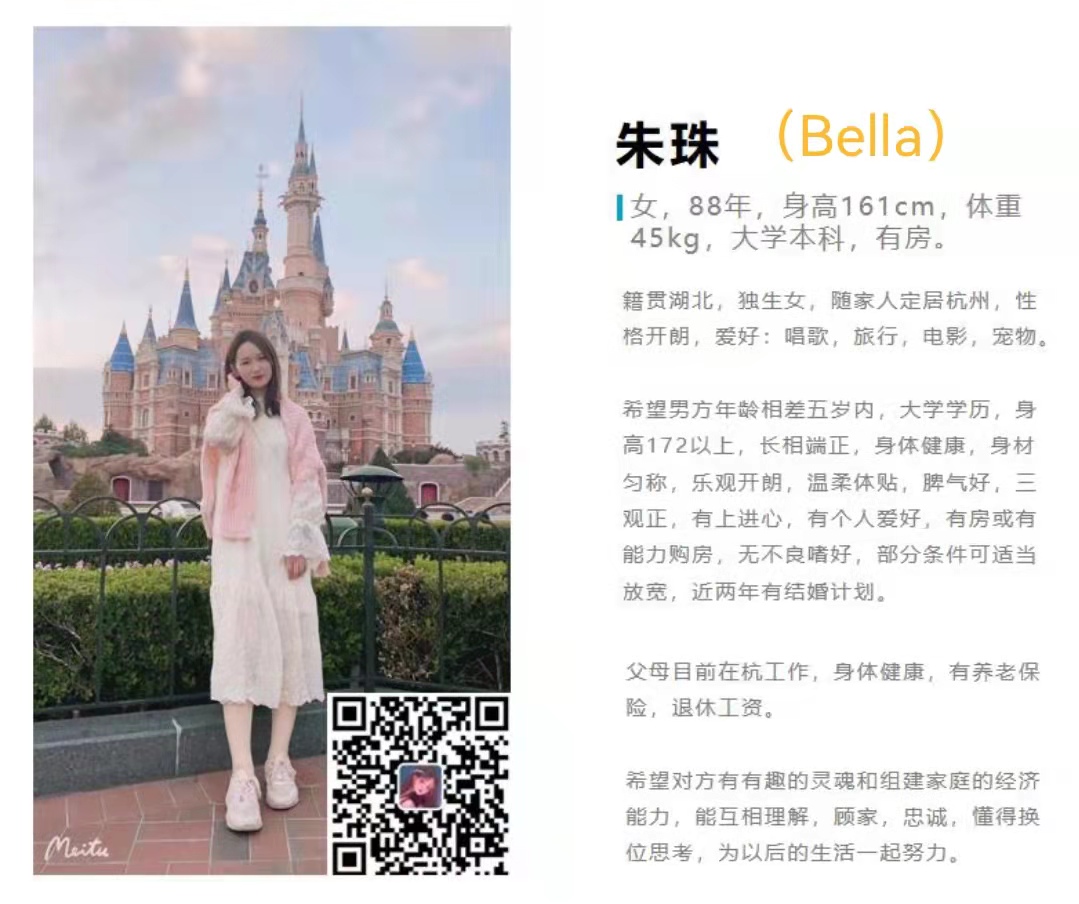 朱珠 （Bella）
女，88年，身高161cm，体重
45kg，大学本科，有房。
籍贯湖北，独生女，随家人定居杭州，性
格开朗，爱好：唱歌，旅行，电影，宠物。
希望男方年龄相差五岁内，大学学历，身
高172以上，长相端正，身体健康，身材
匀称，乐观开朗，温柔体贴，脾气好，三
观正，有上进心，有个人爱好，有房或有
能力购房，无不良嗜好，部分条件可适当
放宽，近两年有结婚计划。
父母目前在杭工作，身体健康，有养老保
险，退休工资。
希望对方有有趣的灵魂和组建家庭的经济
能力，能互相理解，顾家，忠诚，懂得换
位思考，为以后的生活一起努力。
Meitu